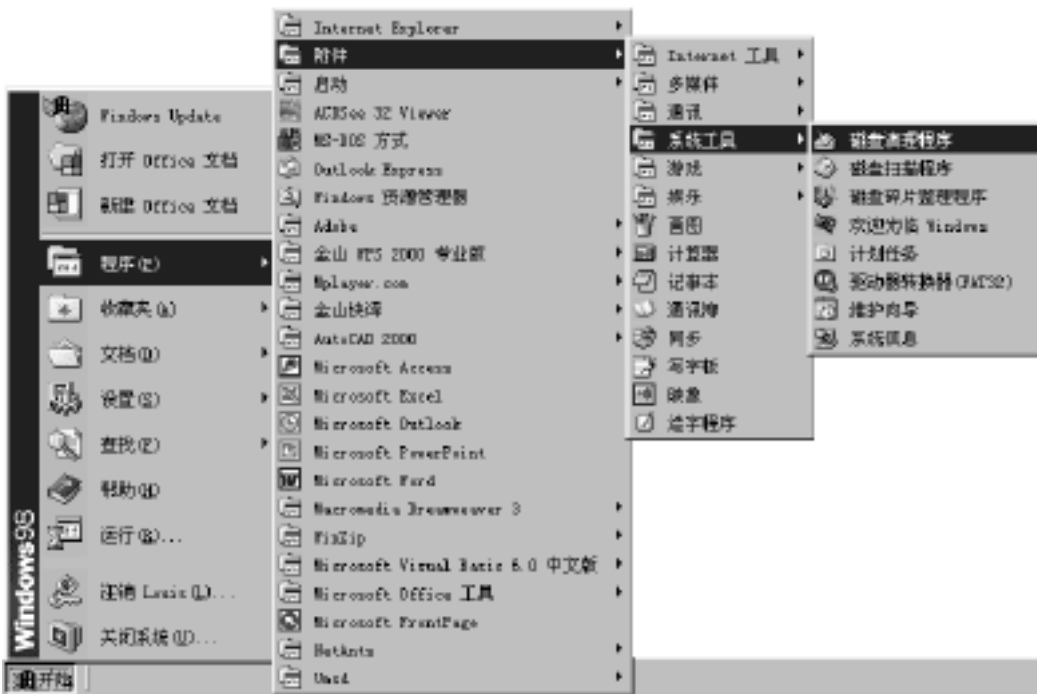 Windows Update
打开 Office 文档
新建 Office 文档
程序(P)
收藏夹(A)
文档(D)
设置(S)
查找(F)
帮助(H)
运行(R)...
注销 Louis(L)...
关闭系统(U)...
Windows98
开始
Internet Explorer
附件
启动
ACDSee 32 Viewer
MS-DOS 方式
Outlook Express
Windows 资源管理器
Adobe
金山 WPS 2000 专业版
Mplayer.com
金山快译
AutoCAD 2000
Microsoft Access
Microsoft Excel
Microsoft Outlook
Microsoft PowerPoint
Microsoft Word
Macromedia Dreamweaver 3
WinZip
Microsoft Visual Basic 6.0 中文版
Microsoft Office 工具
Microsoft FrontPage
NetAnts
Internet 工具
多媒体
通讯
系统工具
游戏
娱乐
画图
计算器
记事本
通讯簿
同步
写字板
映象
造字程序
磁盘清理程序
磁盘扫描程序
磁盘碎片整理程序
欢迎光临 Windows
计划任务
驱动器转换器(FAT32)
维护向导
系统信息